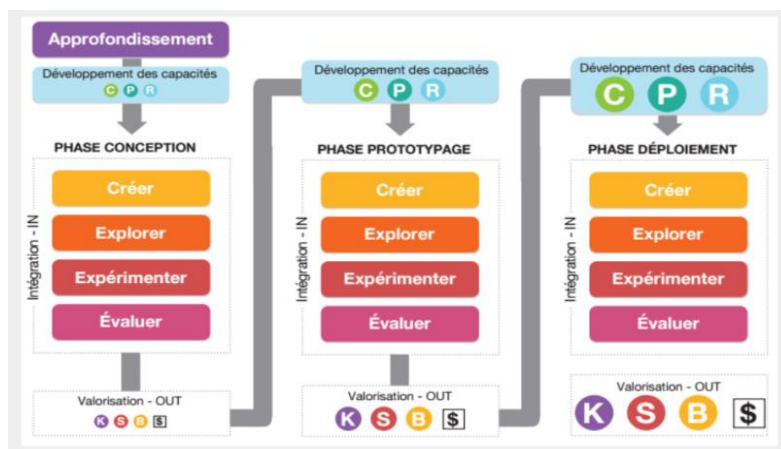 Approfondissement
Développement des capacités
C P R
PHASE CONCEPTION
Intégration - IN
Créer
Explorer
Expérimenter
Évaluer
Valorisation - OUT
K S B $
Développement des capacités
C P R
PHASE PROTOTYPAGE
Intégration - IN
Créer
Explorer
Expérimenter
Évaluer
Valorisation - OUT
K S B $
Développement des capacités
C P R
PHASE DÉPLOIEMENT
Intégration - IN
Créer
Explorer
Expérimenter
Évaluer
Valorisation - OUT
K S B $